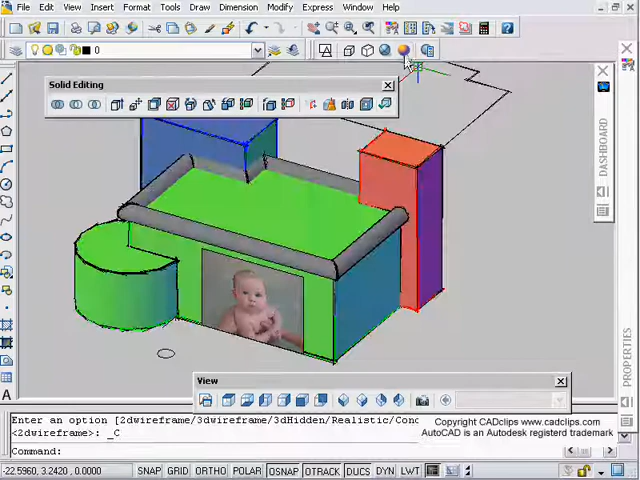 File Edit View Insert Format Tools Draw Dimension Modify Express Window Help
0
Solid Editing
DASHBOARD
View
PROPERTIES
Enter an option [2dwireframe/3dwireframe/3dHidden/Realistic/Conc
<2dwireframe>: _C
Command:
Copyright CADclips www.cadclips.com
AutoCAD is an Autodesk registerd trademark
-22.5960, 3.2420, 0.0000 SNAP GRID ORTHO POLAR OSNAP OTRACK DUCS DYN LWT